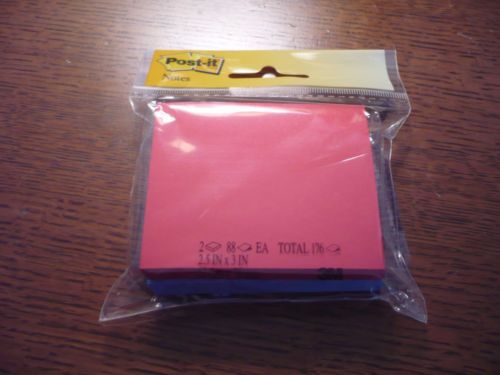 Post-it
Notes
2 88 EA TOTAL 176
2.5 IN x 3 IN
3M